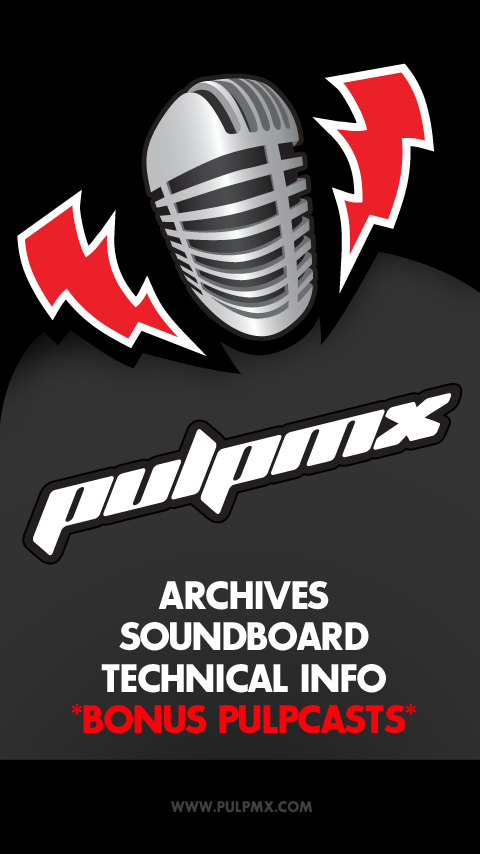 pulpmx
ARCHIVES
SOUNDBOARD
TECHNICAL INFO
*BONUS PULPCASTS*
WWW.PULPMX.COM